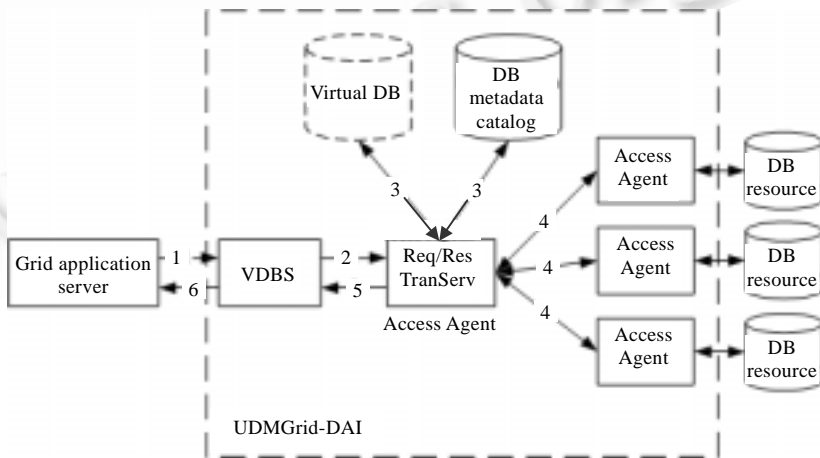 Virtual DB
DB
metadata
catalog
Access
Agent
DB
resource
3
3
4
Grid application
server
1
6
VDBS
2
5
Req/Res
TranServ
Access Agent
4
Access
Agent
DB
resource
4
Access
Agent
DB
resource
UDMGrid-DAI